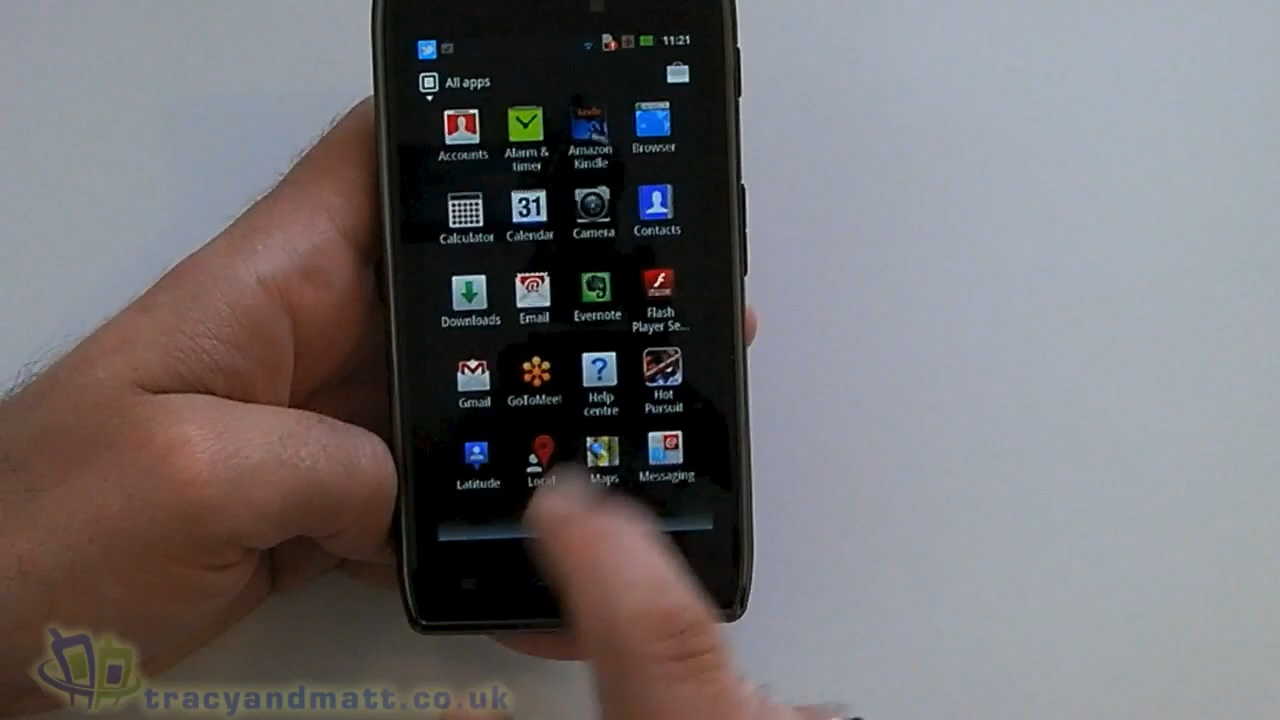 11:21
All apps
Accounts
Alarm &
timer
Amazon
Kindle
Browser
Calculator
31
Calendar
Camera
Contacts
Downloads
Email
Evernote
Flash
Player Se...
Gmail
GoToMeet
Help
centre
Hot
Pursuit
Latitude
Local
Maps
Messaging
tracyandmatt.co.uk